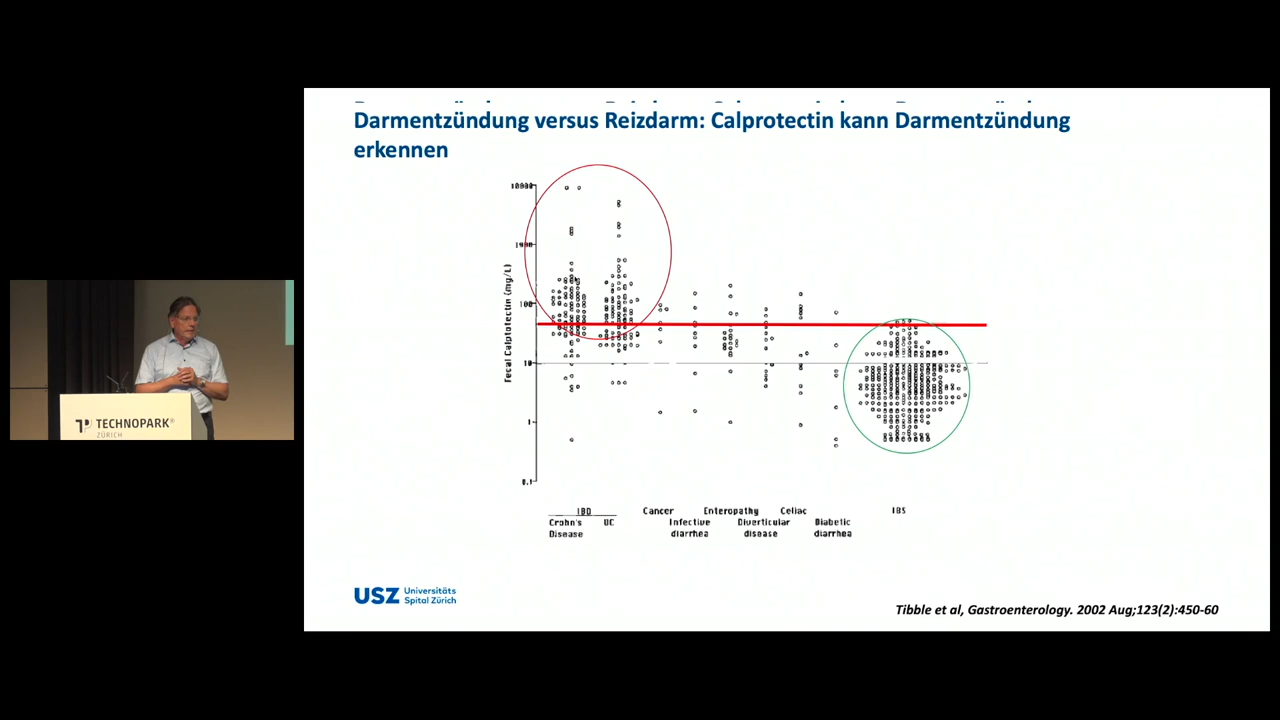 Darmentzündung versus Reizdarm: Calprotectin kann Darmentzündung
erkennen
10000
1000
100
10
1
0.1
Fecal Calprotectin (mg/L)
IBD
Cancer
Enteropathy
Celiac
IBS
Crohn's
UC
Infective
Diverticular
Diabetic
Disease
diarrhea
disease
diarrhea
USZ Universitäts
Spital Zürich
Tibble et al, Gastroenterology. 2002 Aug;123(2):450-60
TECHNOPARK®
ZÜRICH